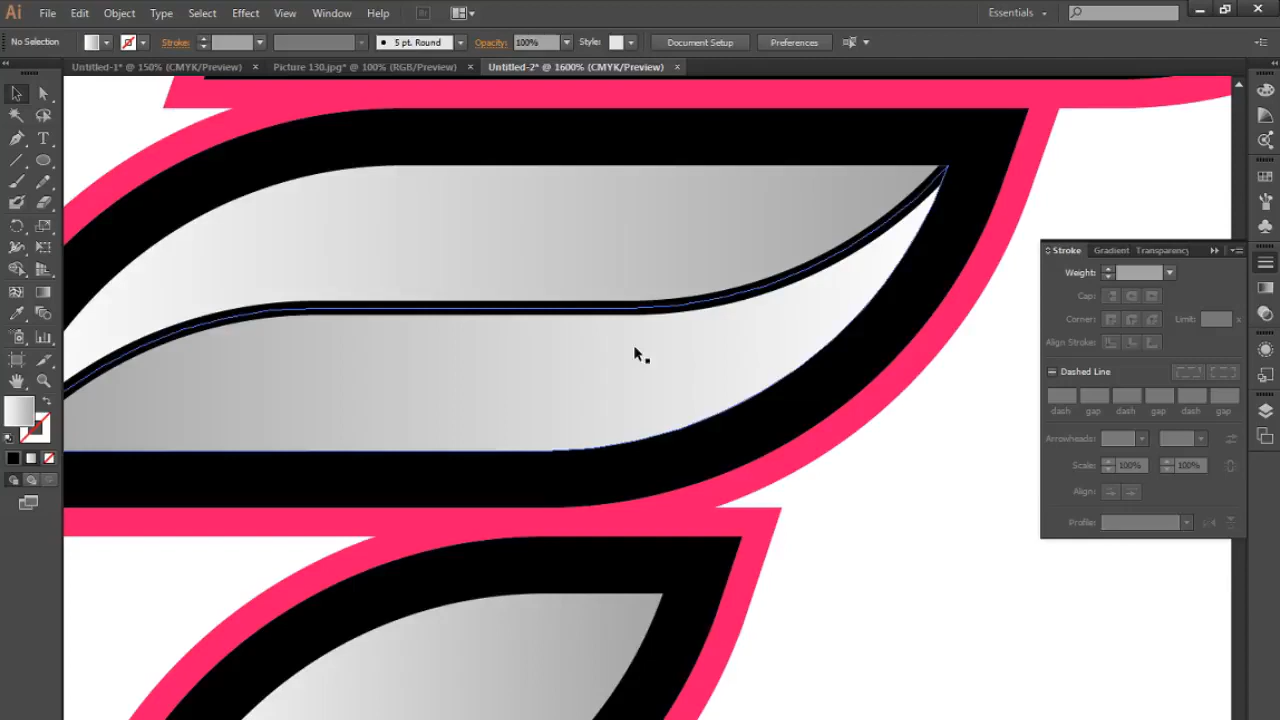 Ai File Edit Object Type Select Effect View Window Help Essentials
No Selection Stroke: 5 pt. Round Opacity: 100% Style: Document Setup Preferences
Untitled-1* @ 150% (CMYK/Preview) × Picture 130.jpg* @ 100% (RGB/Preview) × Untitled-2* @ 1600% (CMYK/Preview) ×
Stroke Gradient Transparency
Weight:
Cap:
Corner: Limit: x
Align Stroke:
Dashed Line
dash gap dash gap dash gap
Arrowheads:
Scale: 100% 100%
Align:
Profile: